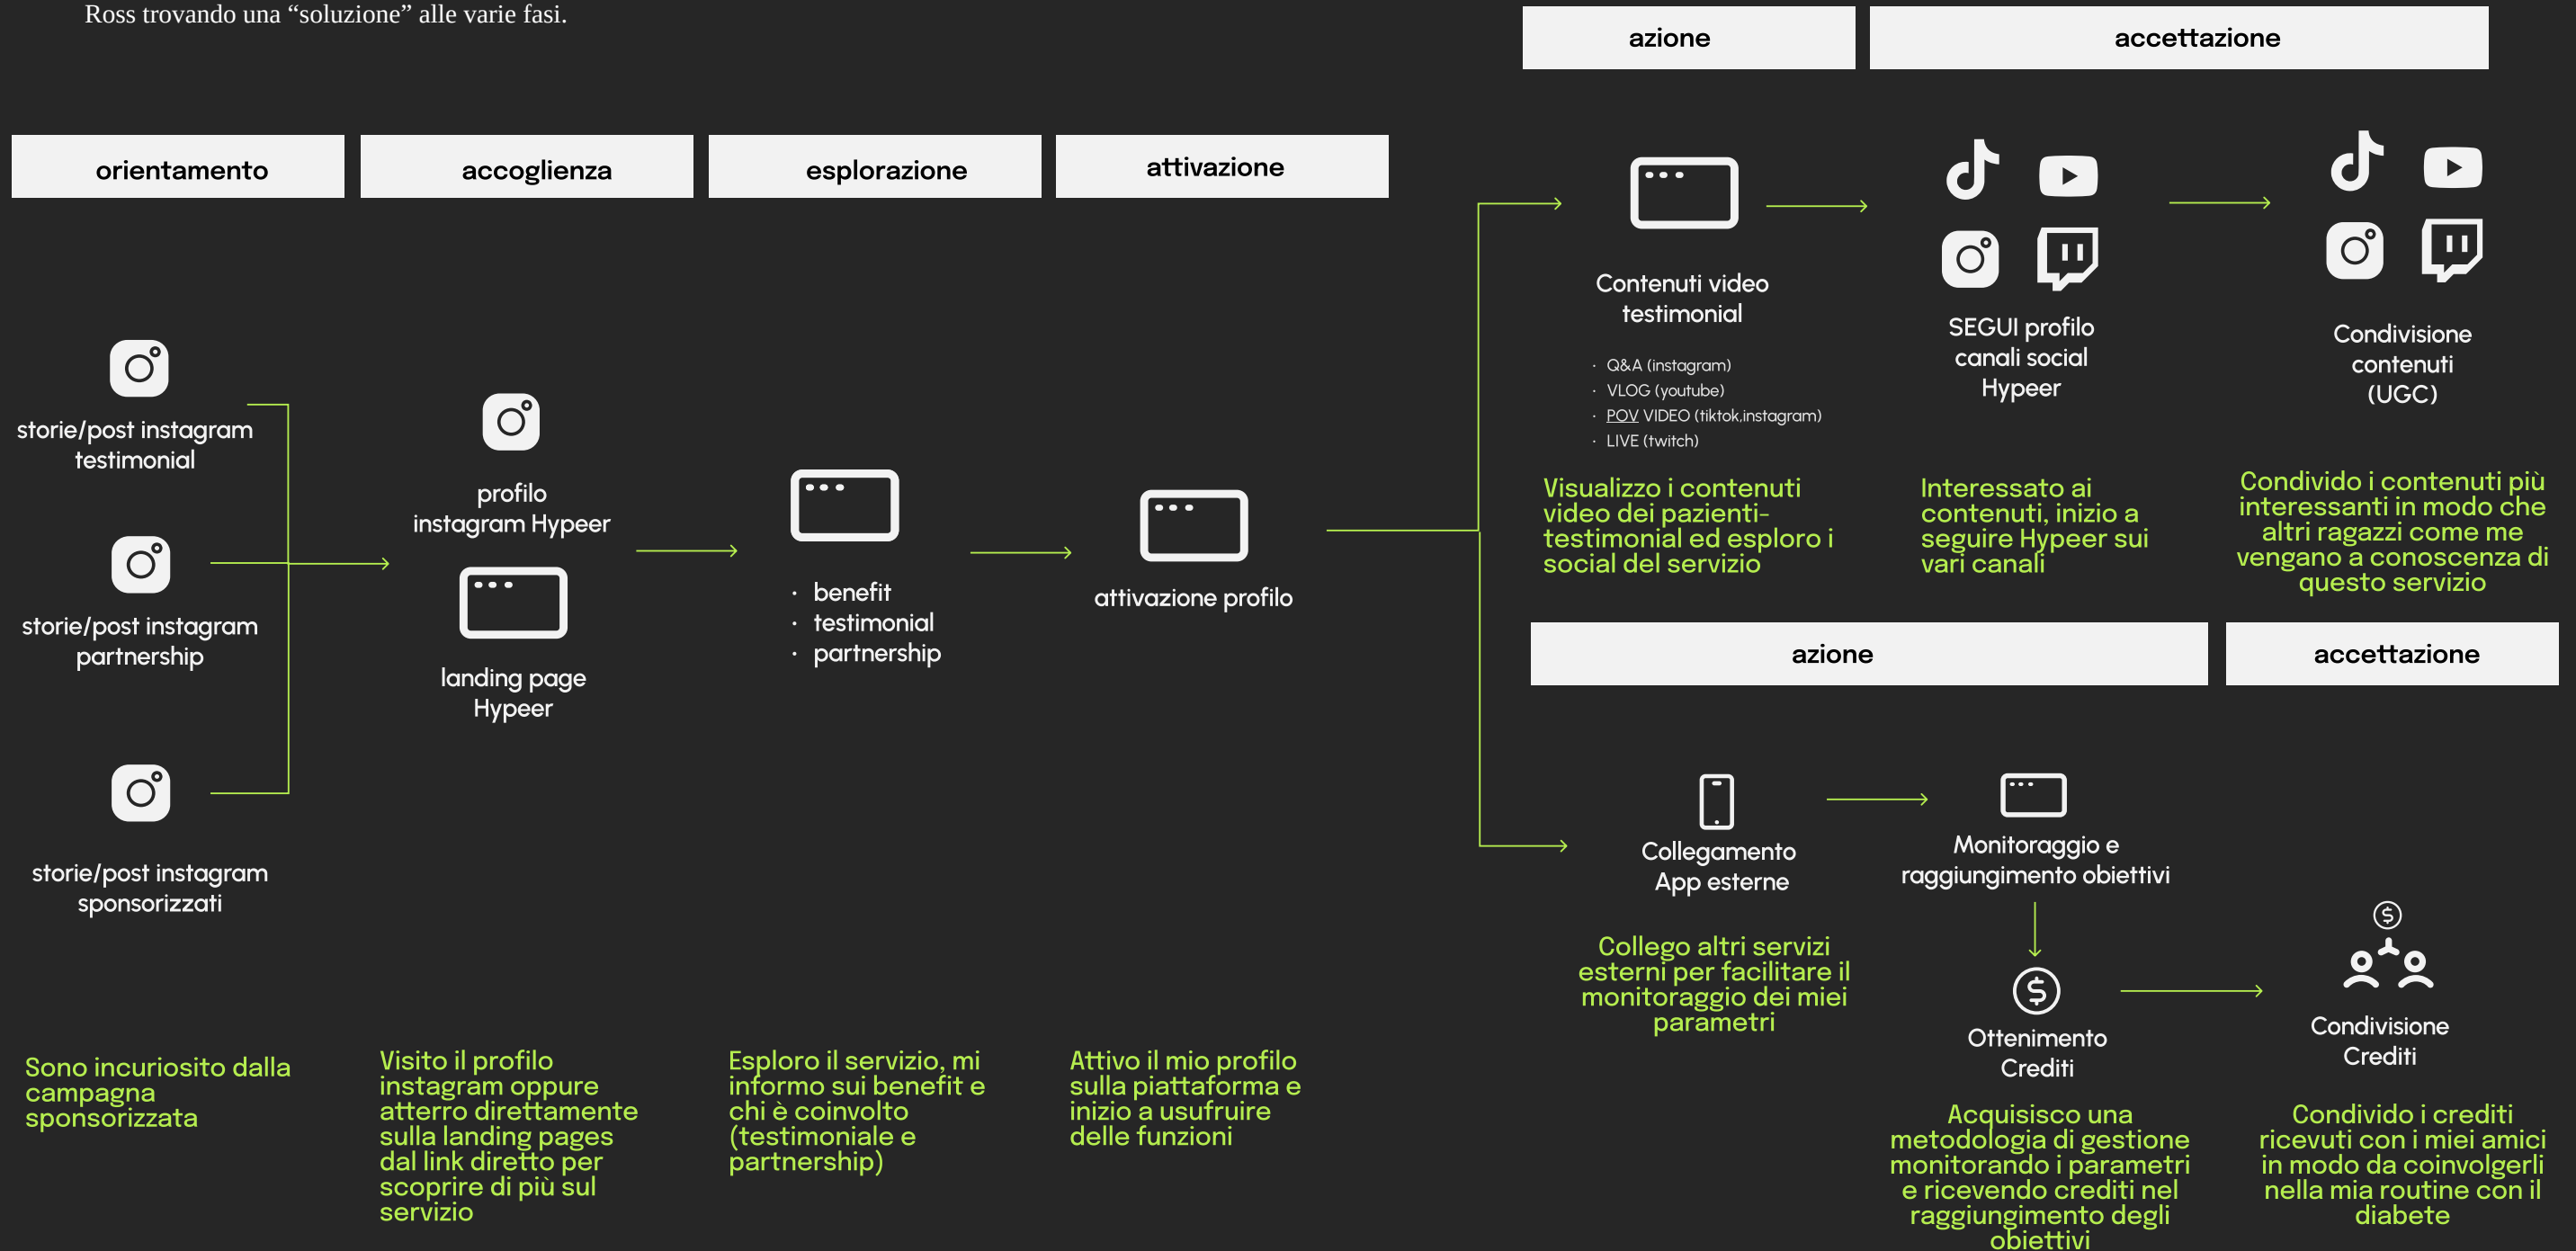 Ross trovando una “soluzione” alle varie fasi.
orientamento
accoglienza
esplorazione
attivazione
storie/post instagram
testimonial
storie/post instagram
partnership
storie/post instagram
sponsorizzati
Sono incuriosito dalla
campagna
sponsorizzata
profilo
instagram Hypeer
landing page
Hypeer
Visito il profilo
instagram oppure
atterro direttamente
sulla landing pages
dal link diretto per
scoprire di più sul
servizio
· benefit
· testimonial
· partnership
Esploro il servizio, mi
informo sui benefit e
chi è coinvolto
(testimoniale e
partnership)
attivazione profilo
Attivo il mio profilo
sulla piattaforma e
inizio a usufruire
delle funzioni
azione
accettazione
Contenuti video
testimonial
· Q&A (instagram)
· VLOG (youtube)
· POV VIDEO (tiktok,instagram)
· LIVE (twitch)
Visualizzo i contenuti
video dei pazienti-
testimonial ed esploro i
social del servizio
SEGUI profilo
canali social
Hypeer
Interessato ai
contenuti, inizio a
seguire Hypeer sui
vari canali
Condivisione
contenuti
(UGC)
Condivido i contenuti più
interessanti in modo che
altri ragazzi come me
vengano a conoscenza di
questo servizio
azione
accettazione
Collegamento
App esterne
Collego altri servizi
esterni per facilitare il
monitoraggio dei miei
parametri
Monitoraggio e
raggiungimento obiettivi
Ottenimento
Crediti
Acquisisco una
metodologia di gestione
monitorando i parametri
e ricevendo crediti nel
raggiungimento degli
obiettivi
Condivisione
Crediti
Condivido i crediti
ricevuti con i miei amici
in modo da coinvolgerli
nella mia routine con il
diabete